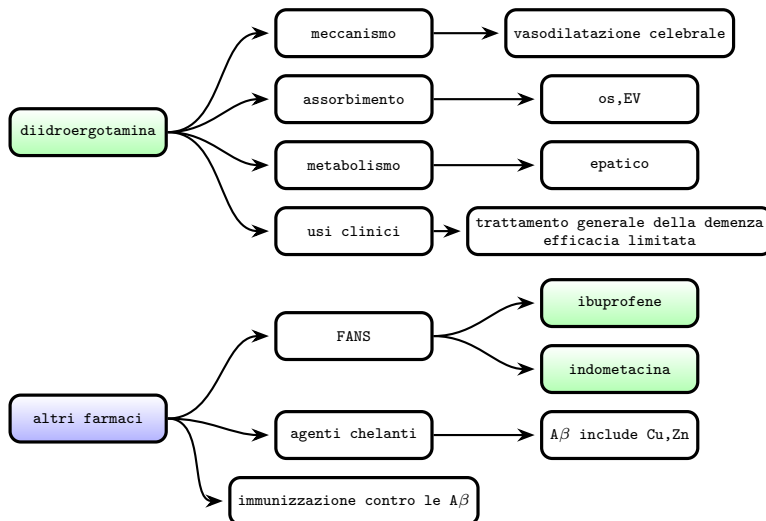 meccanismo
vasodilatazione celebrale
diidroergotamina
assorbimento
os,EV
metabolismo
epatico
usi clinici
trattamento generale della demenza
efficacia limitata
altri farmaci
FANS
ibuprofene
indometacina
agenti chelanti
Aβ include Cu,Zn
immunizzazione contro le Aβ